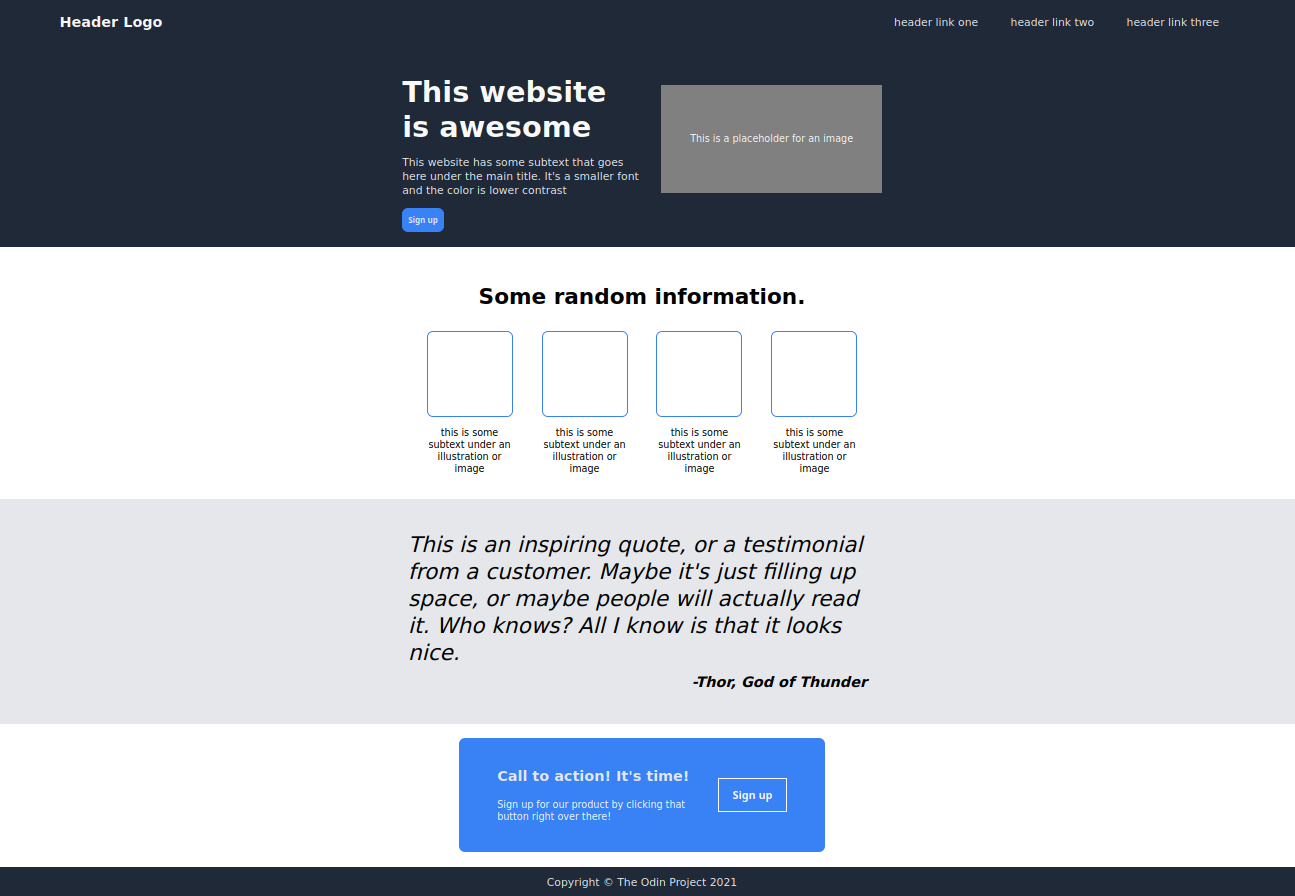 Header Logo
header link one
header link two
header link three
This website
is awesome
This website has some subtext that goes
here under the main title. It's a smaller font
and the color is lower contrast
Sign up
This is a placeholder for an image
Some random information.
this is some
subtext under an
illustration or
image
this is some
subtext under an
illustration or
image
this is some
subtext under an
illustration or
image
this is some
subtext under an
illustration or
image
This is an inspiring quote, or a testimonial
from a customer. Maybe it's just filling up
space, or maybe people will actually read
it. Who knows? All I know is that it looks
nice.
-Thor, God of Thunder
Call to action! It's time!
Sign up for our product by clicking that
button right over there!
Sign up
Copyright © The Odin Project 2021